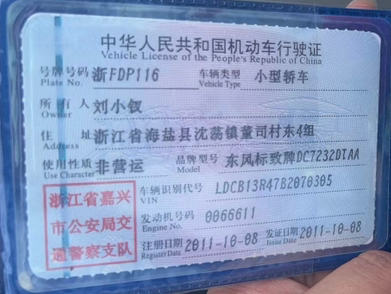 中华人民共和国机动车行驶证
Vehicle License of the People's Republic of China
号牌号码 浙FDP116 车辆类型 小型轿车
Plate No. Vehicle Type
所有人 刘小钗
Owner
住址 浙江省海盐县沈荡镇董司村东4组
Address
使用性质 非营运 品牌型号 东风标致牌DC7232DTAA
Use Character Model
浙江省嘉兴
市公安局交
通警察支队
车辆识别代号 LDCB13R47B2070305
VIN
发动机号码 0066611
Engine No.
注册日期 2011-10-08 发证日期 2011-10-08
Register Date Issue Date